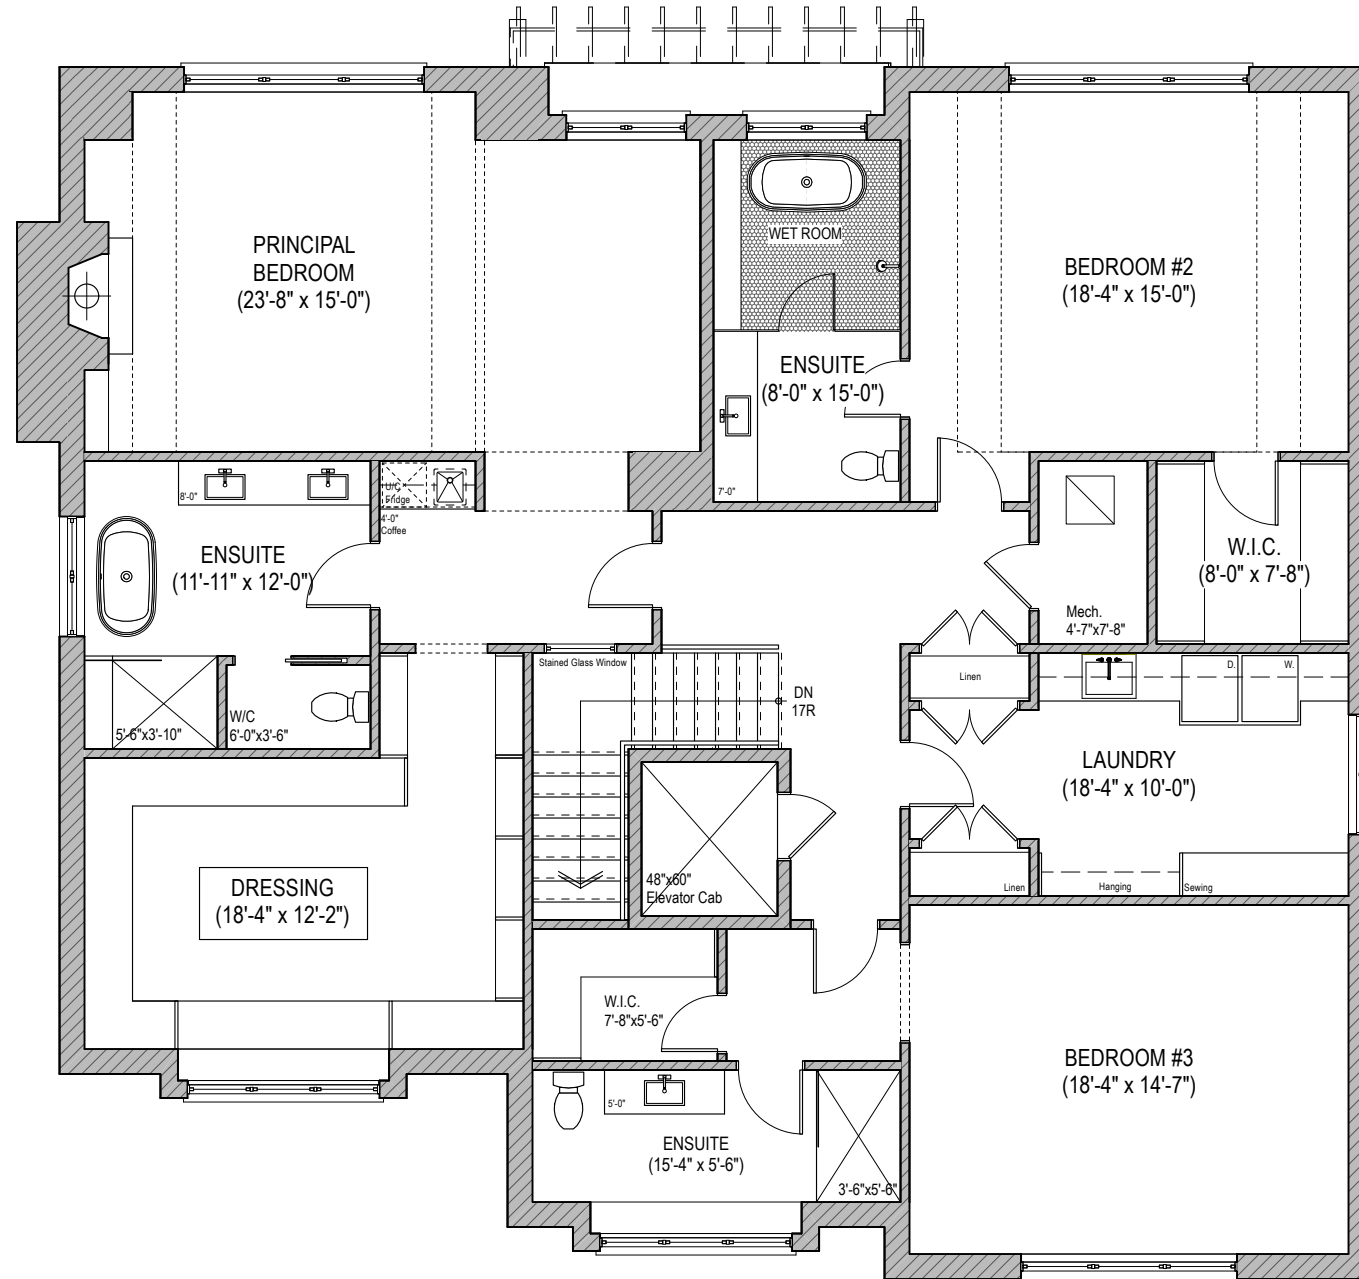 WET ROOM
PRINCIPAL
BEDROOM
(23'-8" x 15'-0")
BEDROOM #2
(18'-4" x 15'-0")
ENSUITE
(8'-0" x 15'-0")
7'-0"
8'-0"
U/C
Fridge
4'-0"
Coffee
ENSUITE
(11'-11" x 12'-0")
W.I.C.
(8'-0" x 7'-8")
Mech.
4'-7"x7'-8"
Stained Glass Window
Linen
D.
W.
DN
17R
W/C
6'-0"x3'-6"
5'-6"x3'-10"
LAUNDRY
(18'-4" x 10'-0")
DRESSING
(18'-4" x 12'-2")
48"x60"
Elevator Cab
Linen
Hanging
Sewing
W.I.C.
7'-8"x5'-6"
BEDROOM #3
(18'-4" x 14'-7")
5'-0"
ENSUITE
(15'-4" x 5'-6")
3'-6"x5'-6"